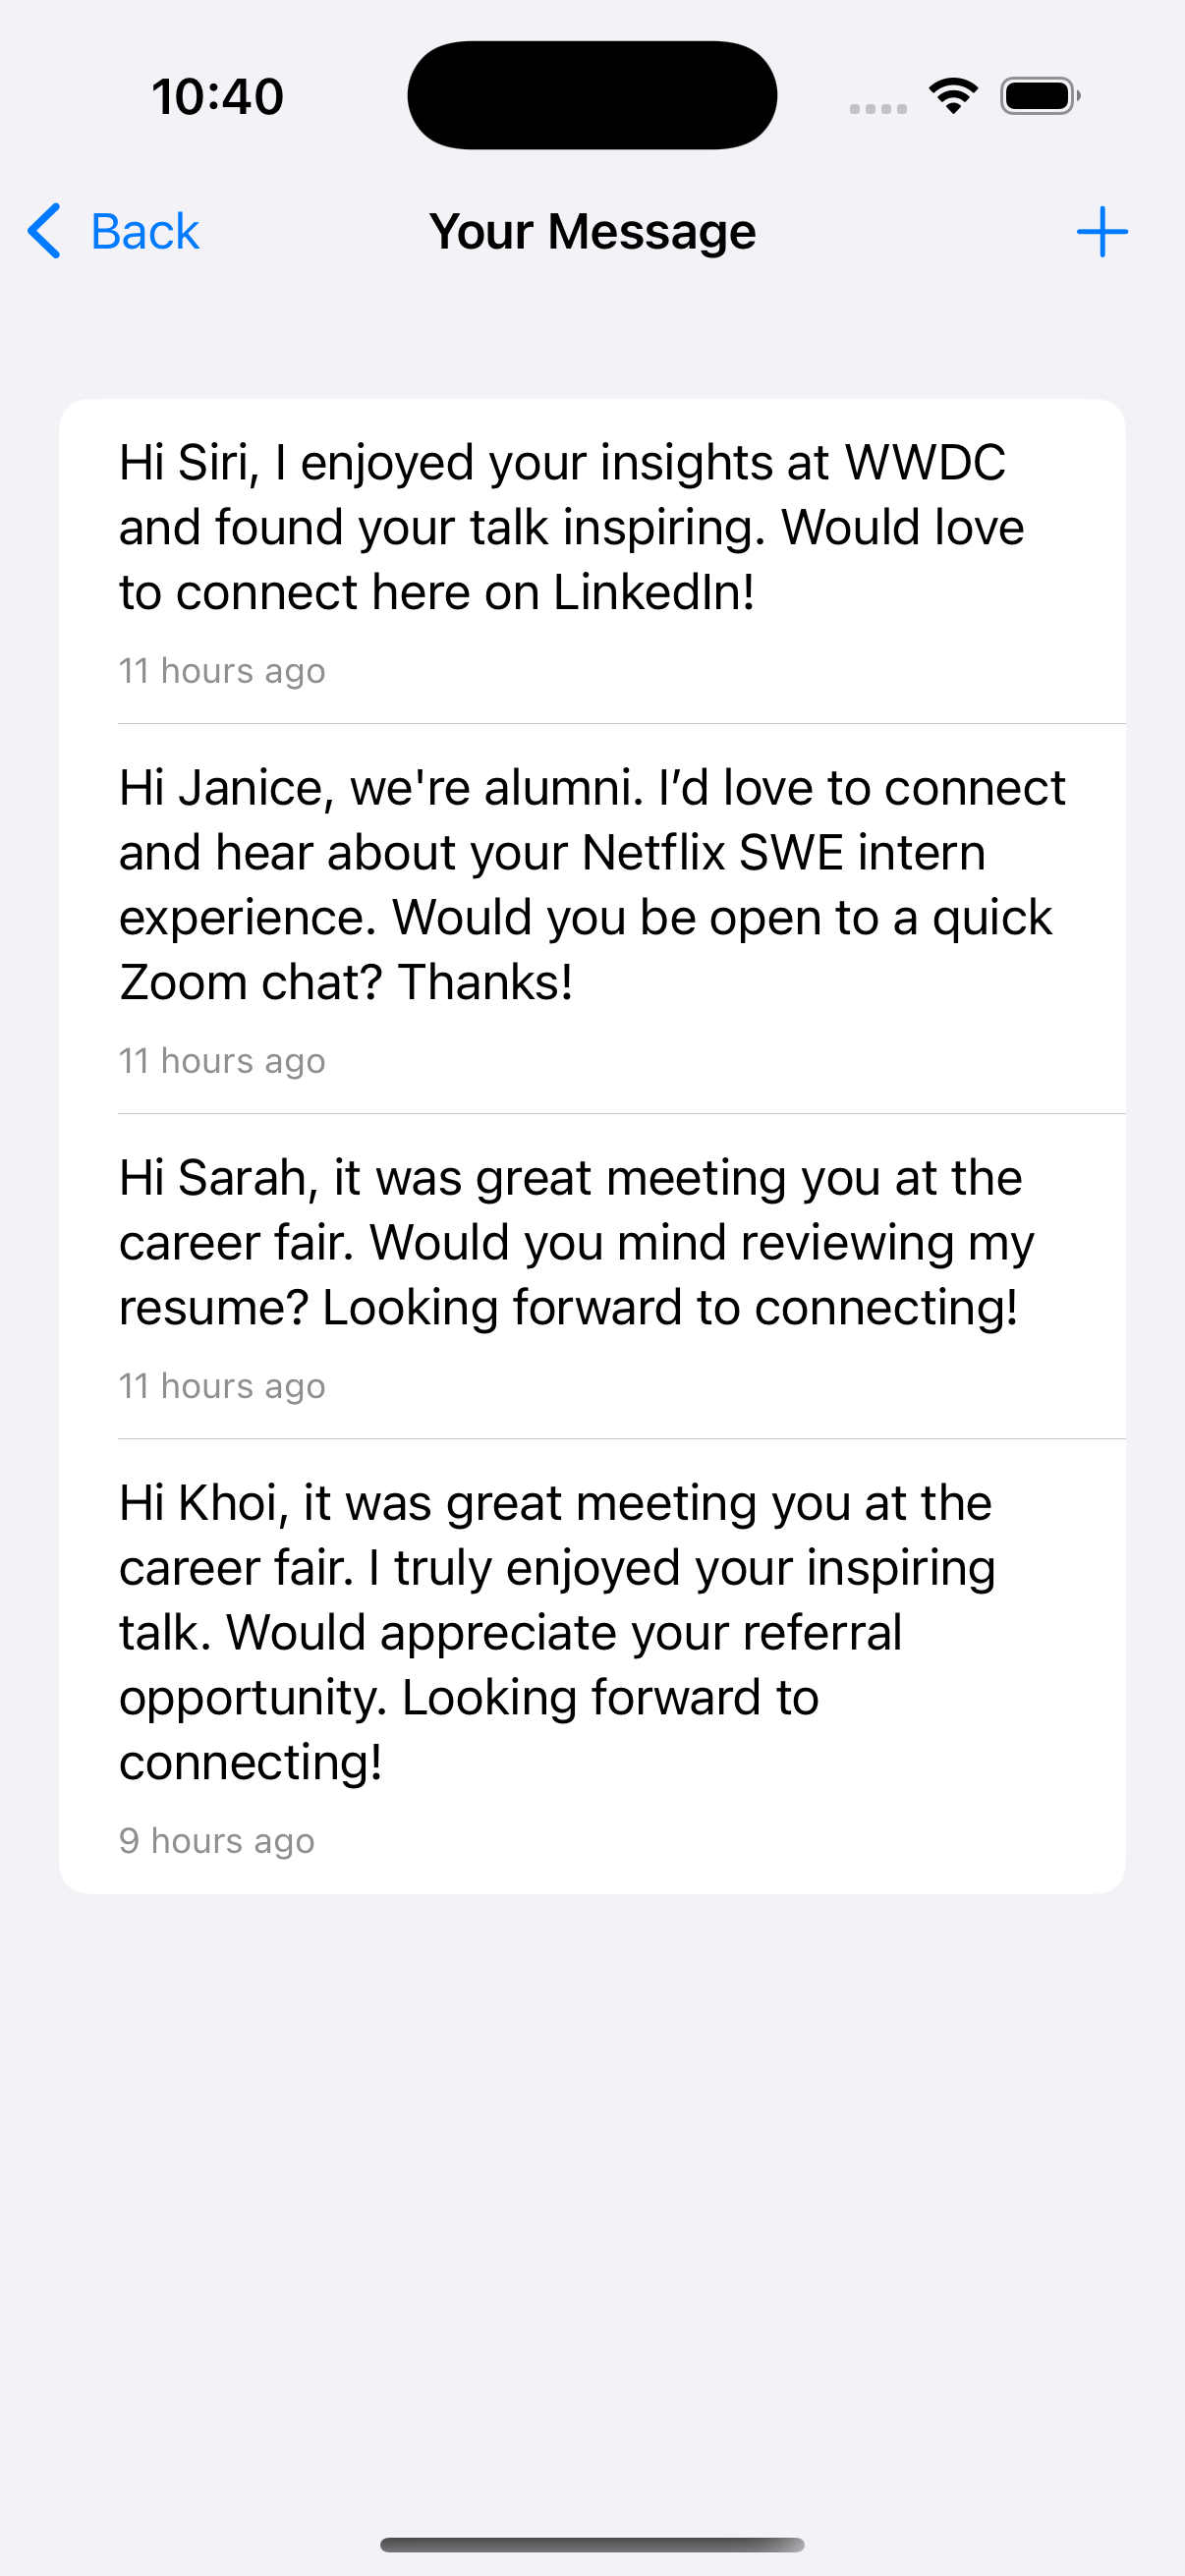 10:40
Back
Your Message
Hi Siri, I enjoyed your insights at WWDC
and found your talk inspiring. Would love
to connect here on LinkedIn!
11 hours ago
Hi Janice, we're alumni. I’d love to connect
and hear about your Netflix SWE intern
experience. Would you be open to a quick
Zoom chat? Thanks!
11 hours ago
Hi Sarah, it was great meeting you at the
career fair. Would you mind reviewing my
resume? Looking forward to connecting!
11 hours ago
Hi Khoi, it was great meeting you at the
career fair. I truly enjoyed your inspiring
talk. Would appreciate your referral
opportunity. Looking forward to
connecting!
9 hours ago